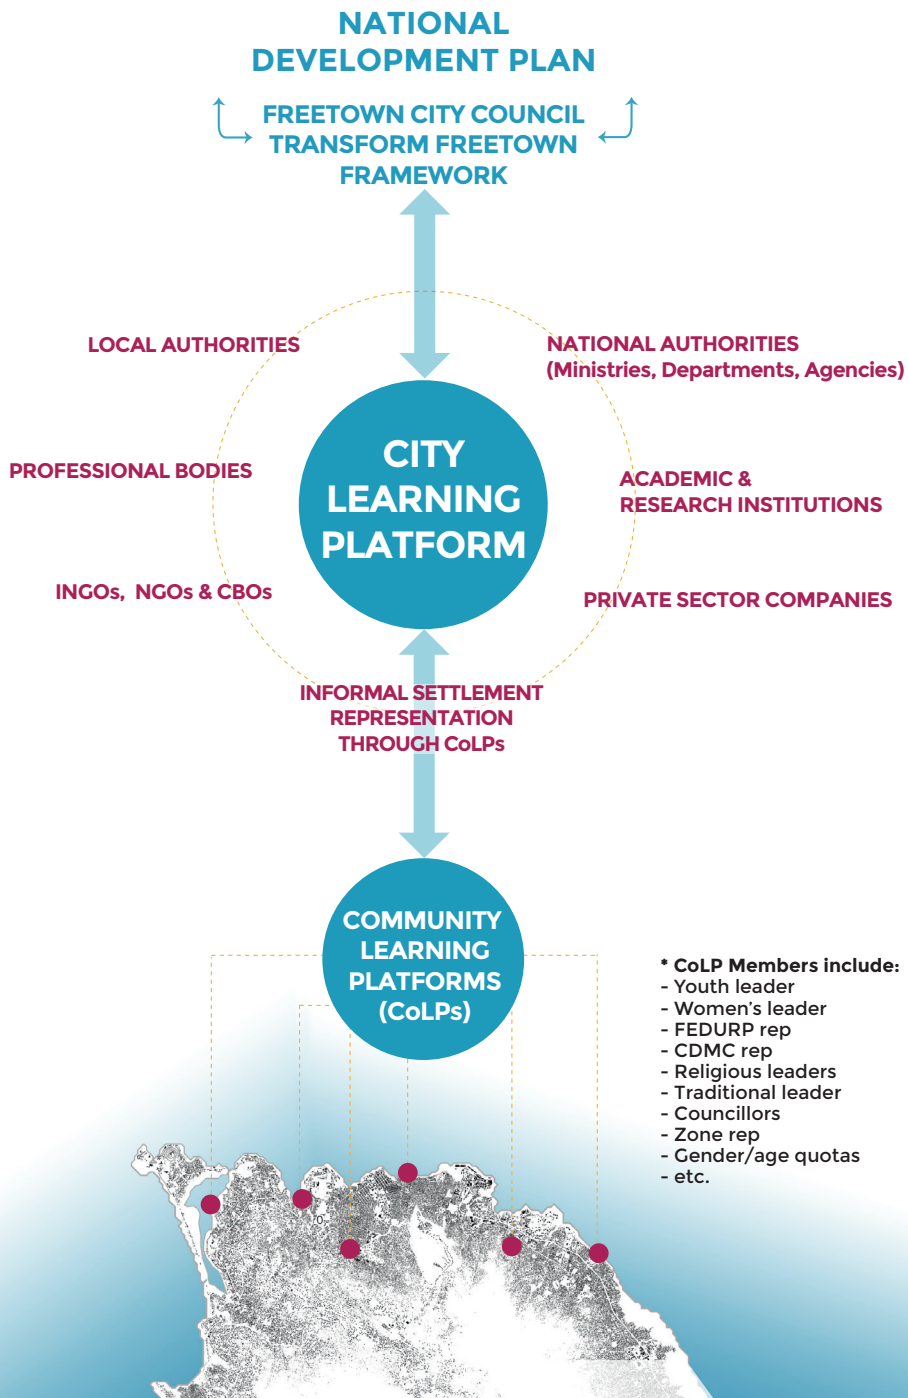 NATIONAL
DEVELOPMENT PLAN
FREETOWN CITY COUNCIL
TRANSFORM FREETOWN
FRAMEWORK
LOCAL AUTHORITIES
NATIONAL AUTHORITIES
(Ministries, Departments, Agencies)
PROFESSIONAL BODIES
CITY
LEARNING
PLATFORM
ACADEMIC &
RESEARCH INSTITUTIONS
INGOs, NGOs & CBOs
PRIVATE SECTOR COMPANIES
INFORMAL SETTLEMENT
REPRESENTATION
THROUGH CoLPs
COMMUNITY
LEARNING
PLATFORMS
(CoLPs)
* CoLP Members include:
- Youth leader
- Women's leader
- FEDURP rep
- CDMC rep
- Religious leaders
- Traditional leader
- Councillors
- Zone rep
- Gender/age quotas
- etc.